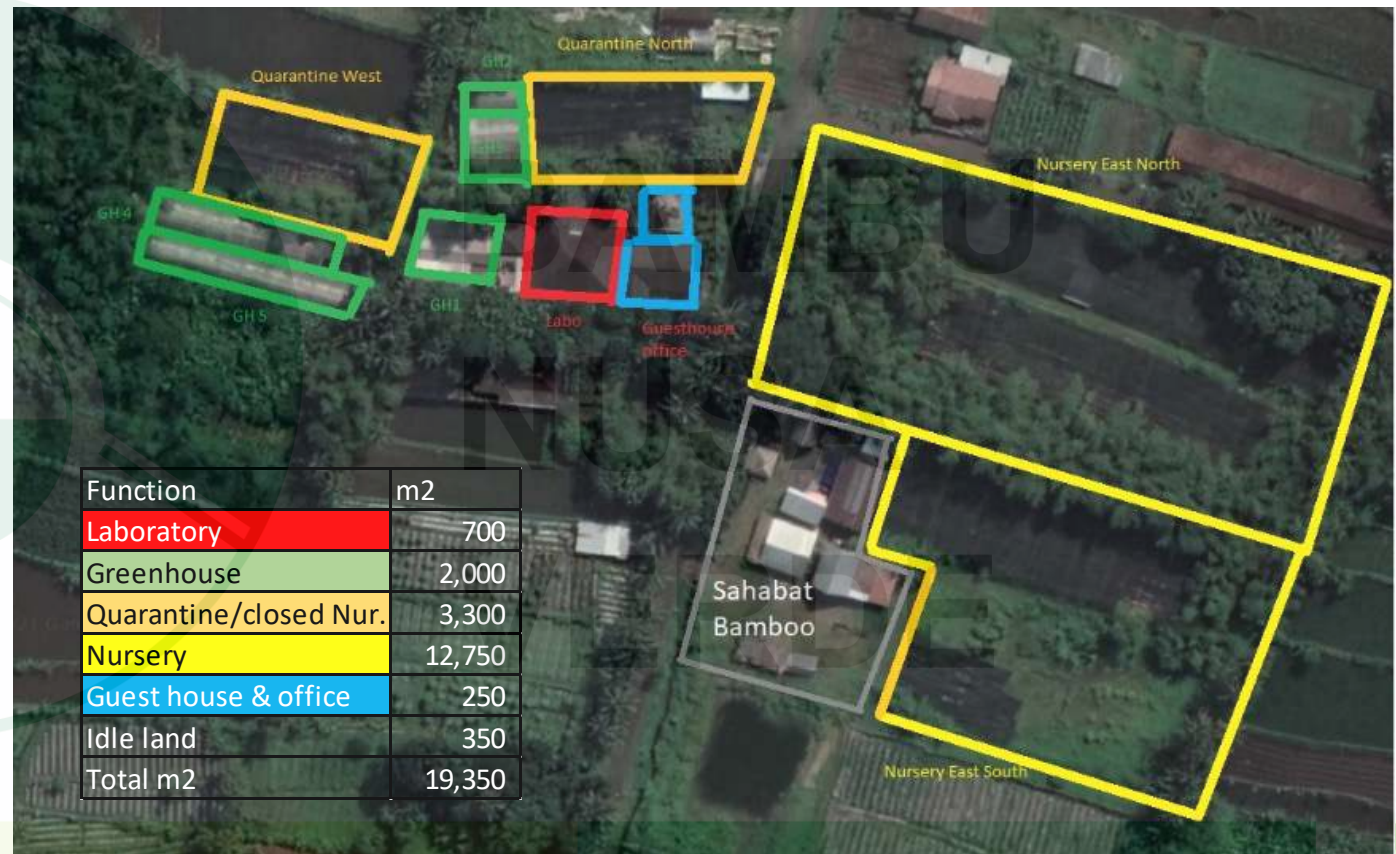 Quarantine North
GH2
Quarantine West
Nursery East North
GH 4
GH 5
GH1
Labo
Guesthouse
office
BAMBU
NUSA
Function m2
Laboratory 700
Greenhouse 2,000
Quarantine/closed Nur. 3,300
Nursery 12,750
Guest house & office 250
Idle land 350
Total m2 19,350
Sahabat
Bamboo
Nursery East South